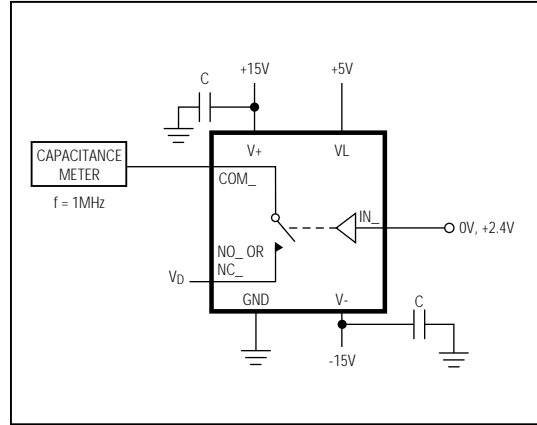 C
+15V
+5V
V+
VL
CAPACITANCE
METER
COM_
f = 1MHz
IN_
0V, +2.4V
NO_ OR
NC_
VD
GND
V-
C
-15V